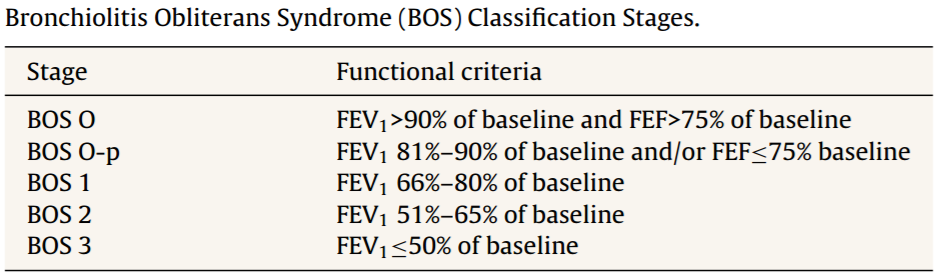 Bronchiolitis Obliterans Syndrome (BOS) Classification Stages.
Stage Functional criteria
BOS O FEV₁>90% of baseline and FEF>75% of baseline
BOS O-p FEV₁ 81%–90% of baseline and/or FEF≤75% baseline
BOS 1 FEV₁ 66%–80% of baseline
BOS 2 FEV₁ 51%–65% of baseline
BOS 3 FEV₁≤50% of baseline